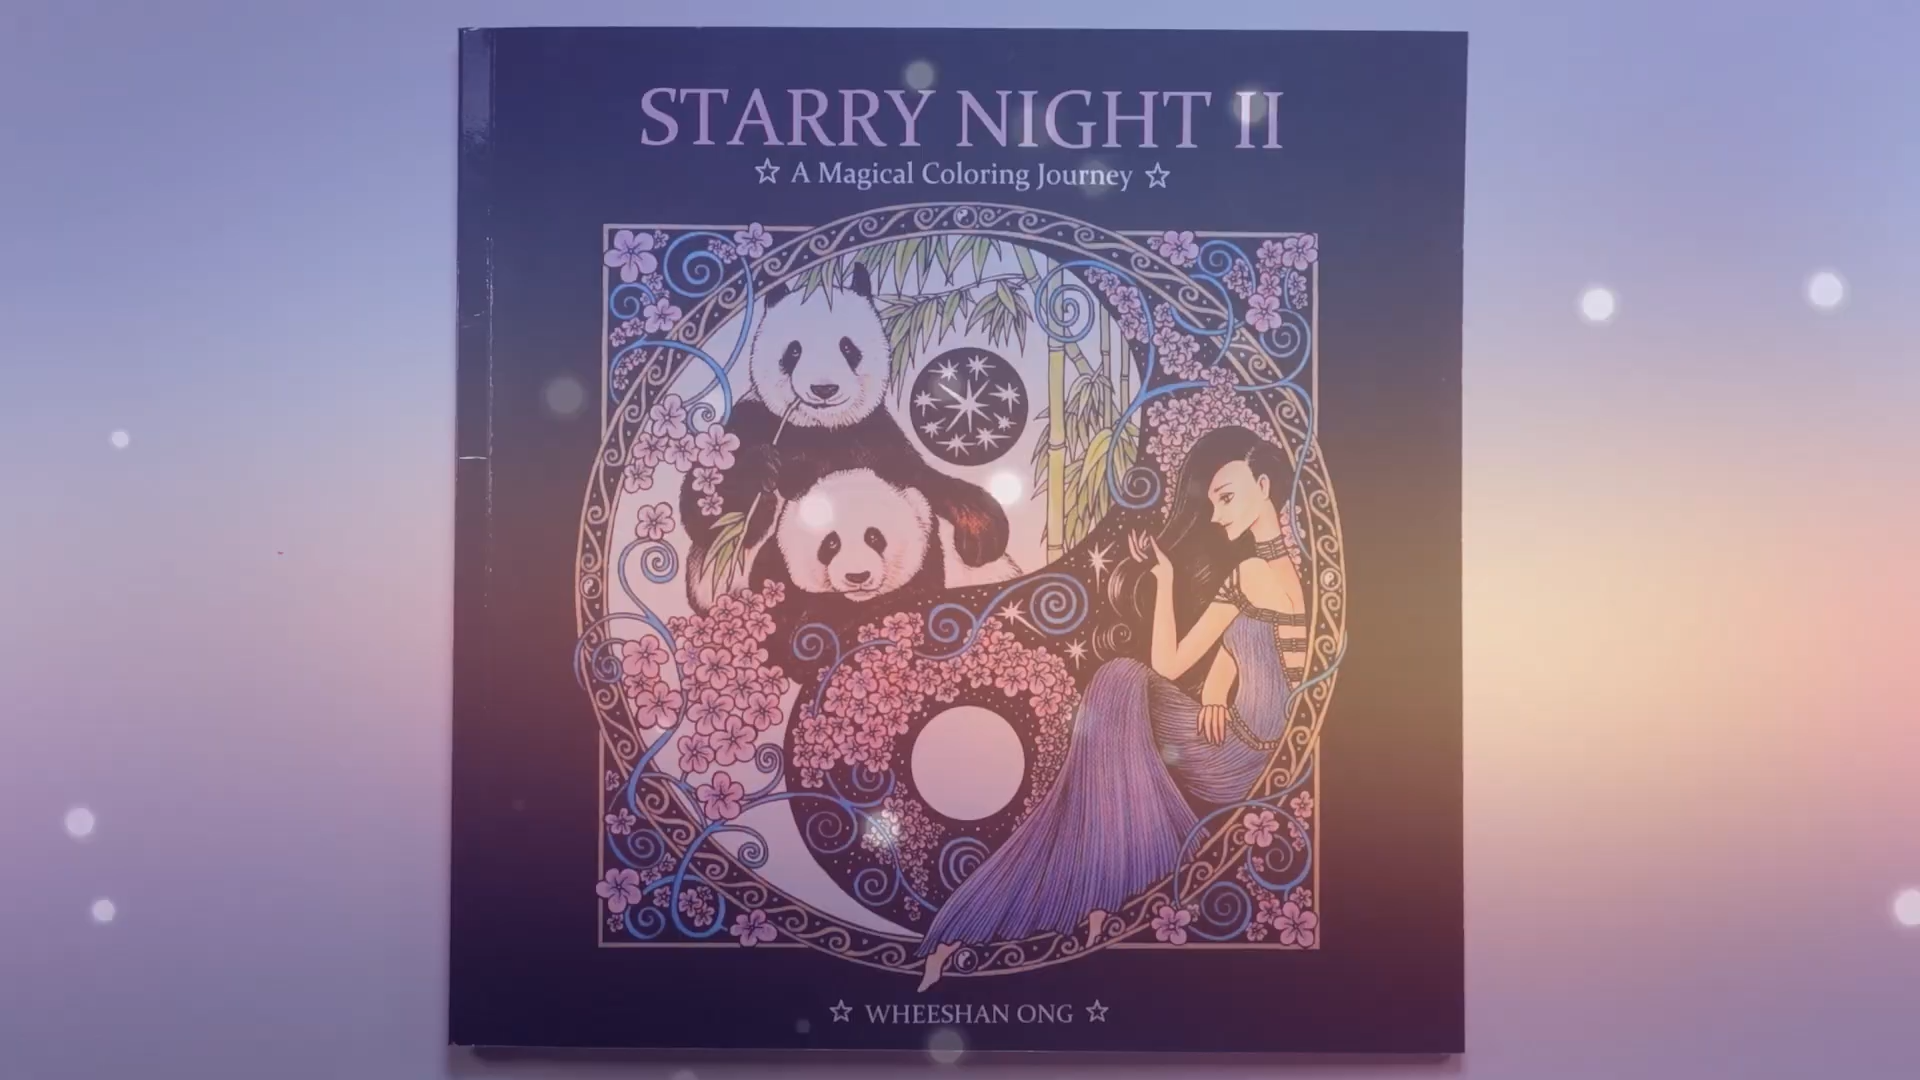 STARRY NIGHT II
☆ A Magical Coloring Journey ☆
☆ WHEESHAN ONG ☆